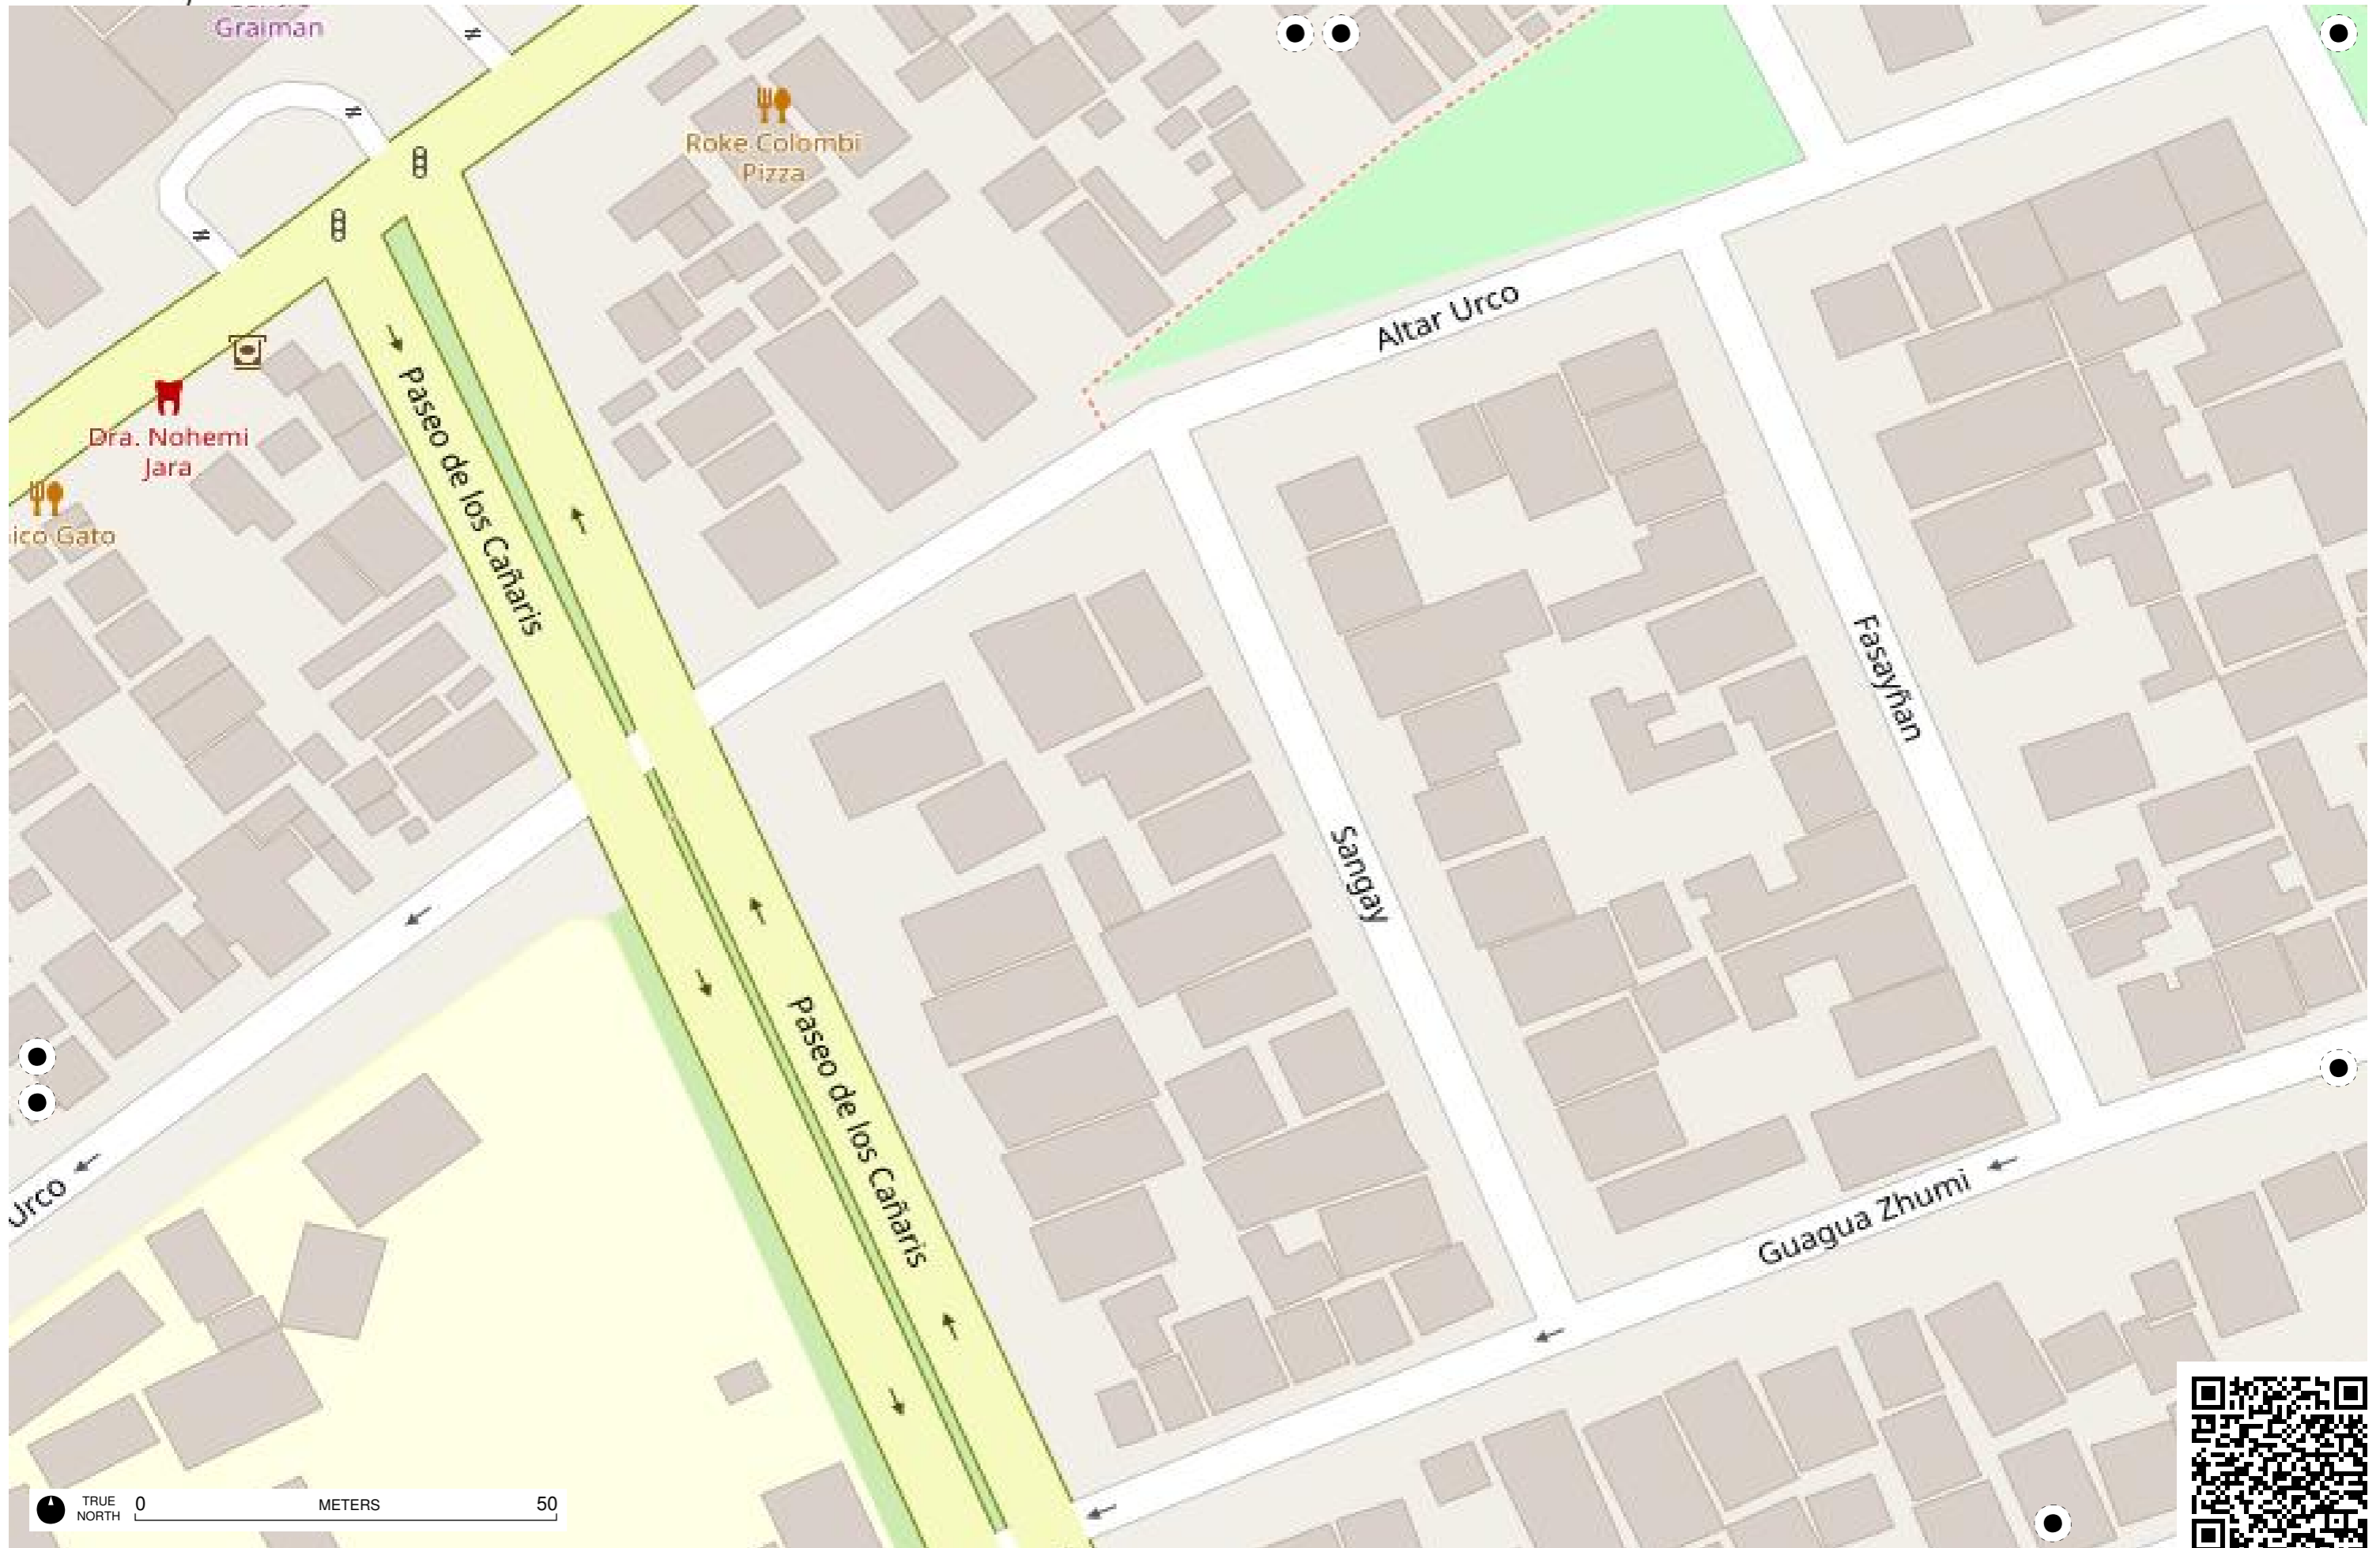 Graiman
Roke Colombi
Pizza
Altar Urco
Paseo de los Cañaris
Dra. Nohemi
Jara
ico Gato
Fasayñan
Sangay
Paseo de los Cañaris
Urco
Guagua Zhumi
TRUE
NORTH
0
METERS
50